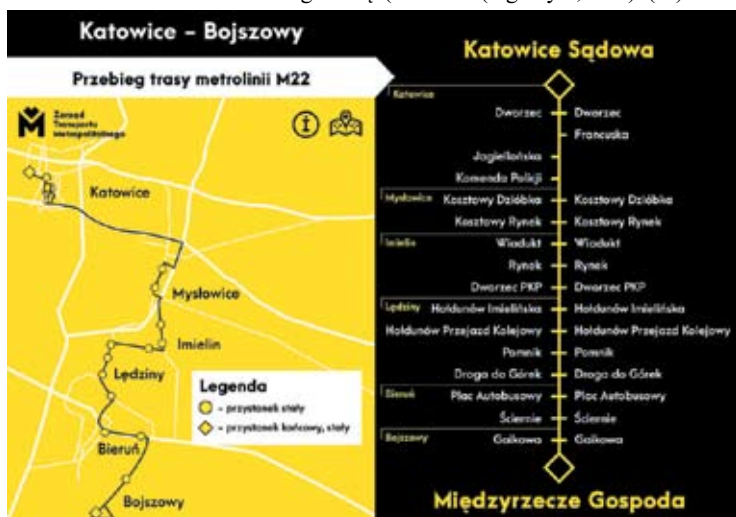 Katowice – Bojszowy
Przebieg trasy metrolinii M22
Zarząd
Transportu
Metropolitalnego
Katowice
Mysłowice
Imielin
Lędziny
Bieruń
Bojszowy
Legenda
- przystanek stały
- przystanek końcowy, stały
Katowice Sądowa
Katowice
Dworzec Dworzec
Francuska
Jagiellońska
Komenda Policji
Mysłowice Kosztowy Dzióbka Kosztowy Dzióbka
Kosztowy Rynek Kosztowy Rynek
Imielin Wiadukt Wiadukt
Rynek Rynek
Dworzec PKP Dworzec PKP
Lędziny Hołdunów Imielińska Hołdunów Imielińska
Hołdunów Przejazd Kolejowy Hołdunów Przejazd Kolejowy
Pomnik Pomnik
Droga do Górek Droga do Górek
Bieruń Plac Autobusowy Plac Autobusowy
Ściernie Ściernie
Bojszowy Gaikowa Gaikowa
Międzyrzecze Gospoda